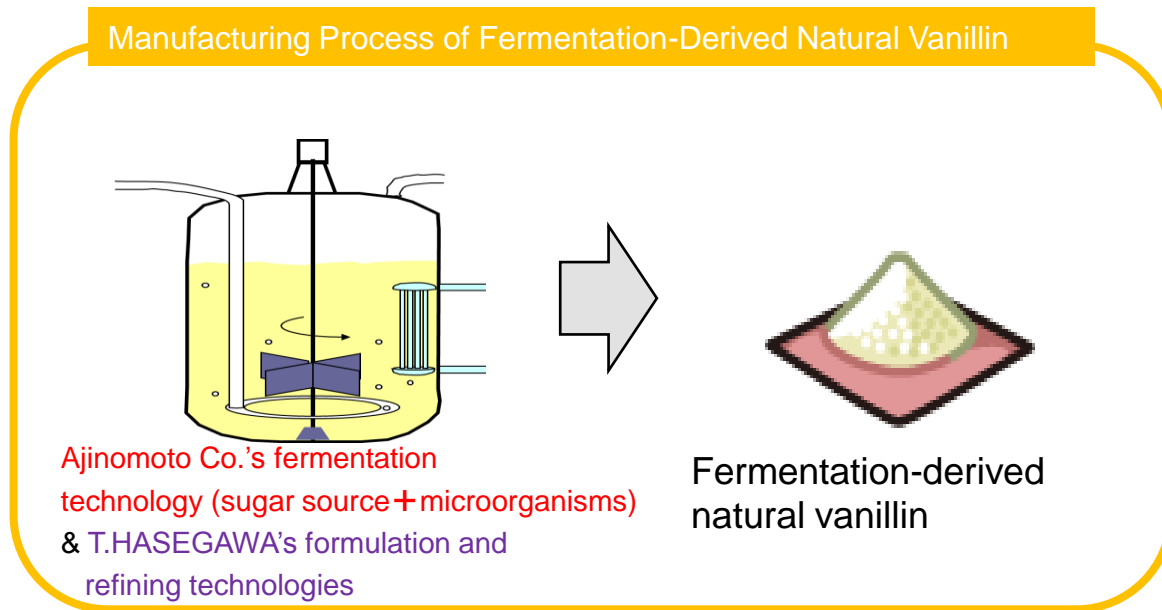 Manufacturing Process of Fermentation-Derived Natural Vanillin
Ajinomoto Co.'s fermentation
technology (sugar source＋microorganisms)
& T.HASEGAWA's formulation and
refining technologies
Fermentation-derived
natural vanillin